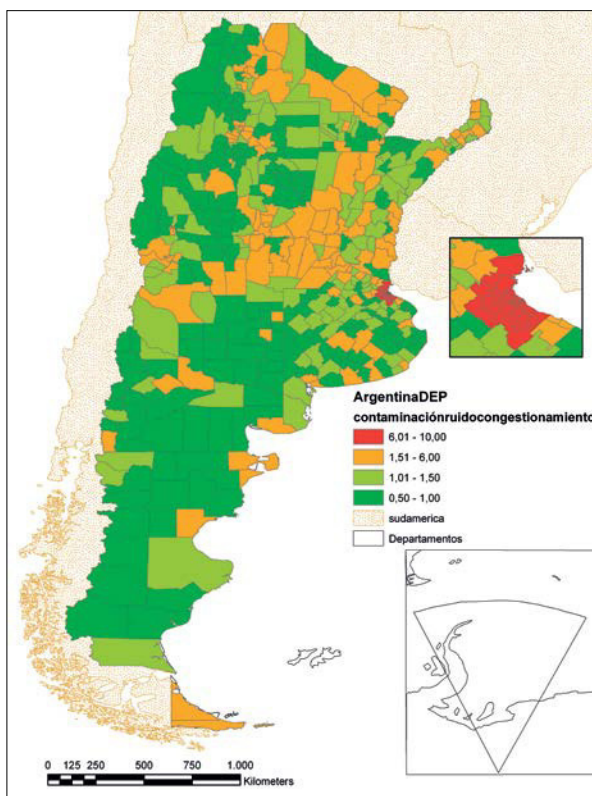 ArgentinaDEP
contaminaciónruidocongestionamiento
6,01 - 10,00
1,51 - 6,00
1,01 - 1,50
0,50 - 1,00
sudamerica
Departamentos
0 125 250 500 750 1.000
Kilometers